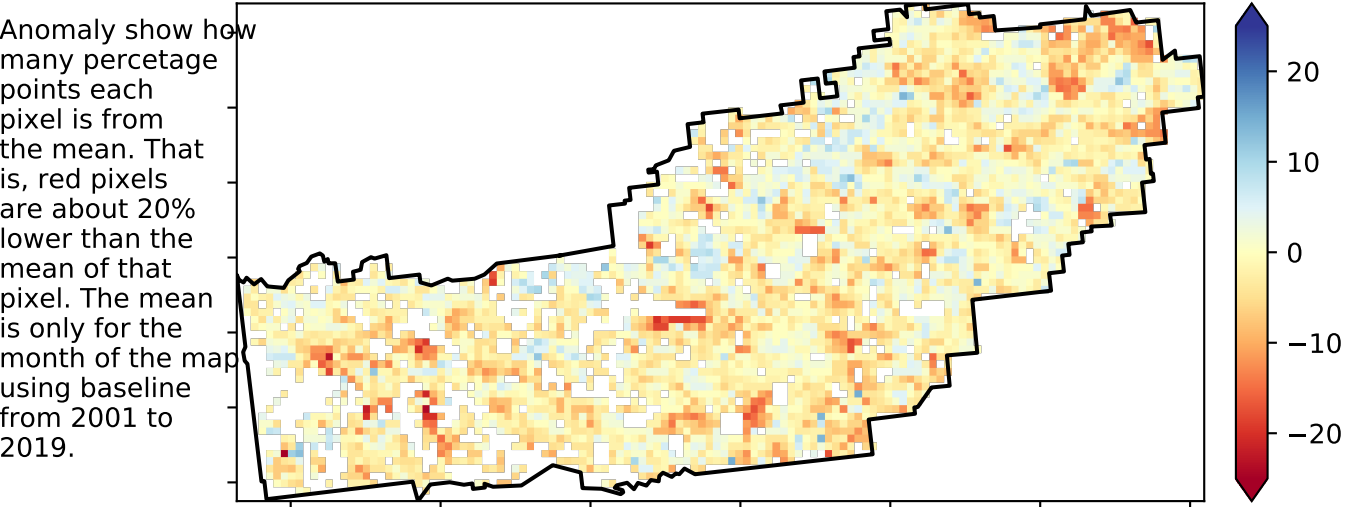 Anomaly show how
many percetage
points each
pixel is from
the mean. That
is, red pixels
are about 20%
lower than the
mean of that
pixel. The mean
is only for the
month of the map
using baseline
from 2001 to
2019.
20
10
0
−10
−20